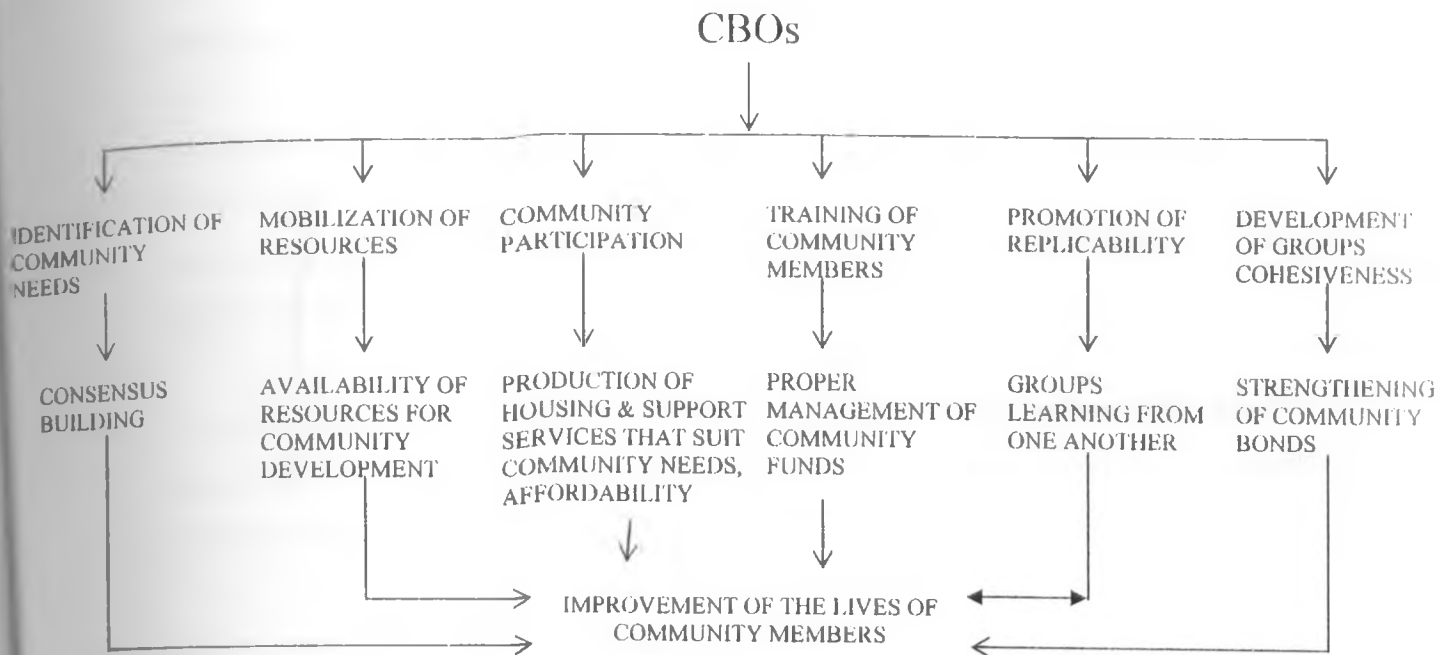 CBOs
IDENTIFICATION OF
COMMUNITY
NEEDS
MOBILIZATION OF
RESOURCES
COMMUNITY
PARTICIPATION
TRAINING OF
COMMUNITY
MEMBERS
PROMOTION OF
REPLICABILITY
DEVELOPMENT
OF GROUPS
COHESIVENESS
CONSENSUS
BUILDING
AVAILABILITY OF
RESOURCES FOR
COMMUNITY
DEVELOPMENT
PRODUCTION OF
HOUSING & SUPPORT
SERVICES THAT SUIT
COMMUNITY NEEDS,
AFFORDABILITY
PROPER
MANAGEMENT OF
COMMUNITY
FUNDS
GROUPS
LEARNING FROM
ONE ANOTHER
STRENGTHENING
OF COMMUNITY
BONDS
IMPROVEMENT OF THE LIVES OF
COMMUNITY MEMBERS